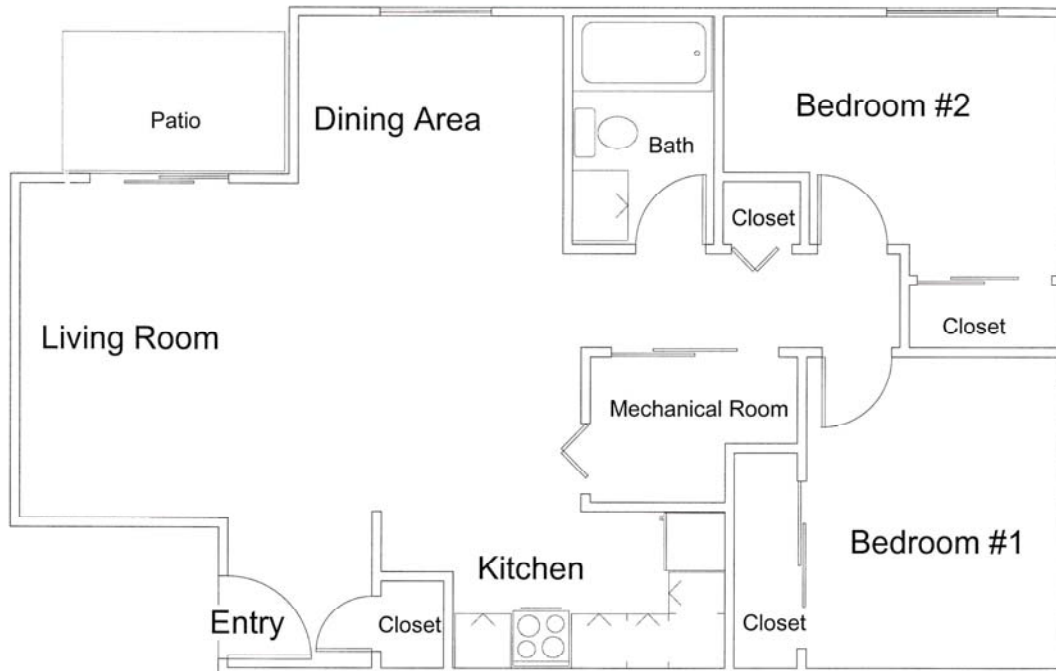 Patio
Dining Area
Bath
Bedroom #2
Closet
Closet
Living Room
Mechanical Room
Bedroom #1
Kitchen
Entry
Closet
Closet